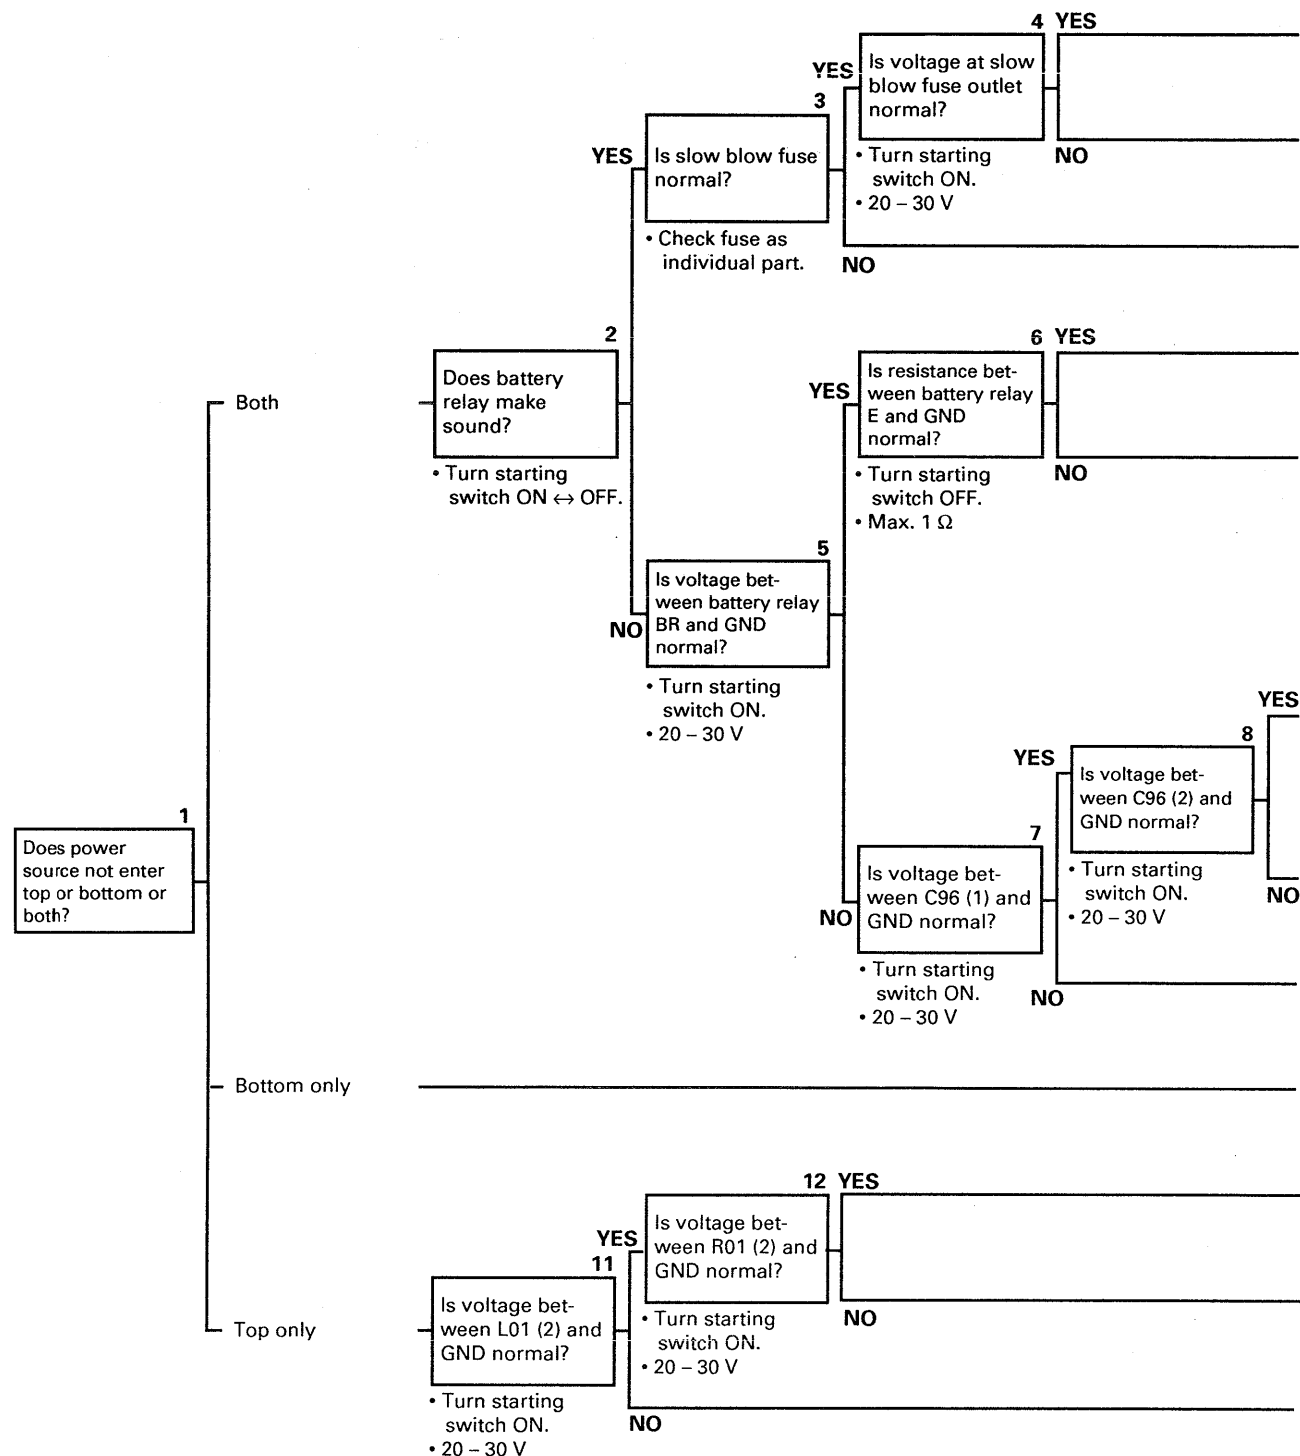 4 YES
YES
Is voltage at slow
blow fuse outlet
normal?
NO
• Turn starting
switch ON.
• 20 – 30 V
3
YES
Is slow blow fuse
normal?
• Check fuse as
individual part.
NO
2
Both
Does battery
relay make
sound?
• Turn starting
switch ON ↔ OFF.
6 YES
YES
Is resistance bet-
ween battery relay
E and GND
normal?
NO
• Turn starting
switch OFF.
• Max. 1 Ω
5
NO
Is voltage bet-
ween battery relay
BR and GND
normal?
• Turn starting
switch ON.
• 20 – 30 V
YES
8
YES
Is voltage bet-
ween C96 (2) and
GND normal?
NO
• Turn starting
switch ON.
• 20 – 30 V
7
NO
Is voltage bet-
ween C96 (1) and
GND normal?
NO
• Turn starting
switch ON.
• 20 – 30 V
1
Does power
source not enter
top or bottom or
both?
Bottom only
12 YES
YES
Is voltage bet-
ween R01 (2) and
GND normal?
NO
• Turn starting
switch ON.
• 20 – 30 V
11
Top only
Is voltage bet-
ween L01 (2) and
GND normal?
NO
• Turn starting
switch ON.
• 20 – 30 V